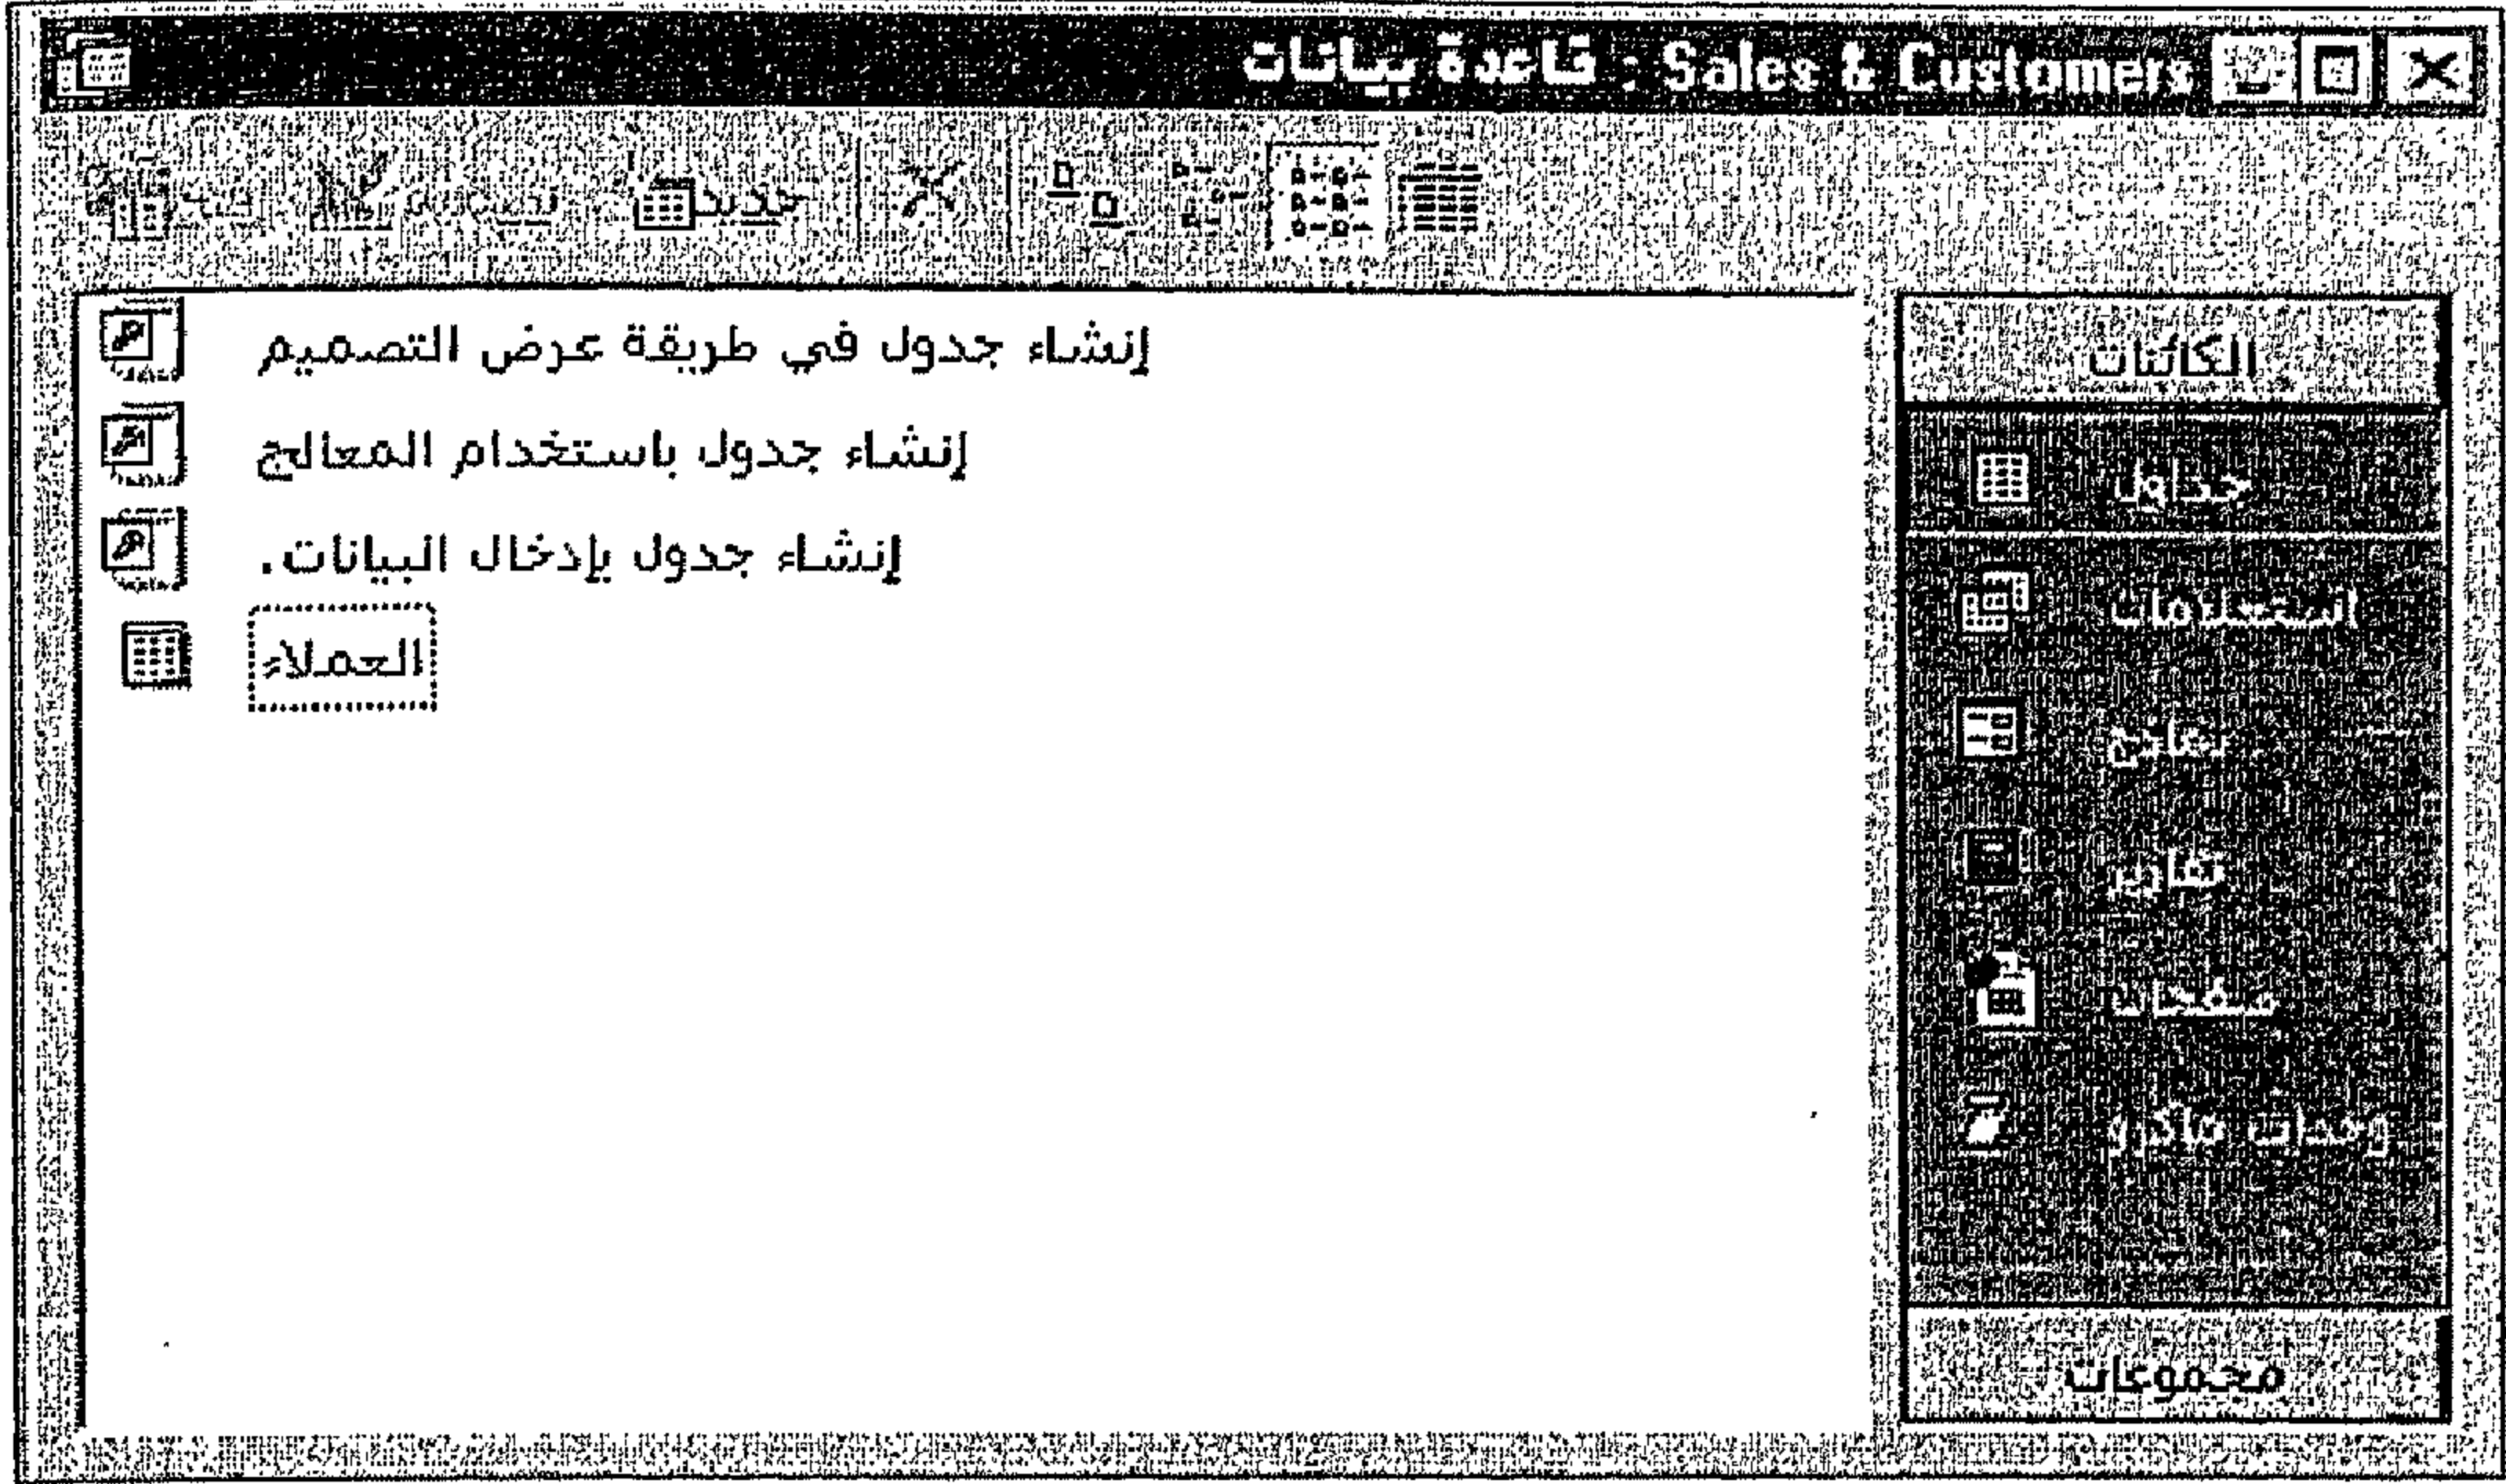 Sales & Customers : قاعدة بيانات
جديد
إنشاء جدول في طريقة عرض التصميم
إنشاء جدول باستخدام المعالج
إنشاء جدول بإدخال البيانات.
العملاء
الكائنات
جداول
استعلامات
نماذج
تقارير
صفحات
وحدات ماكرو
مجموعات